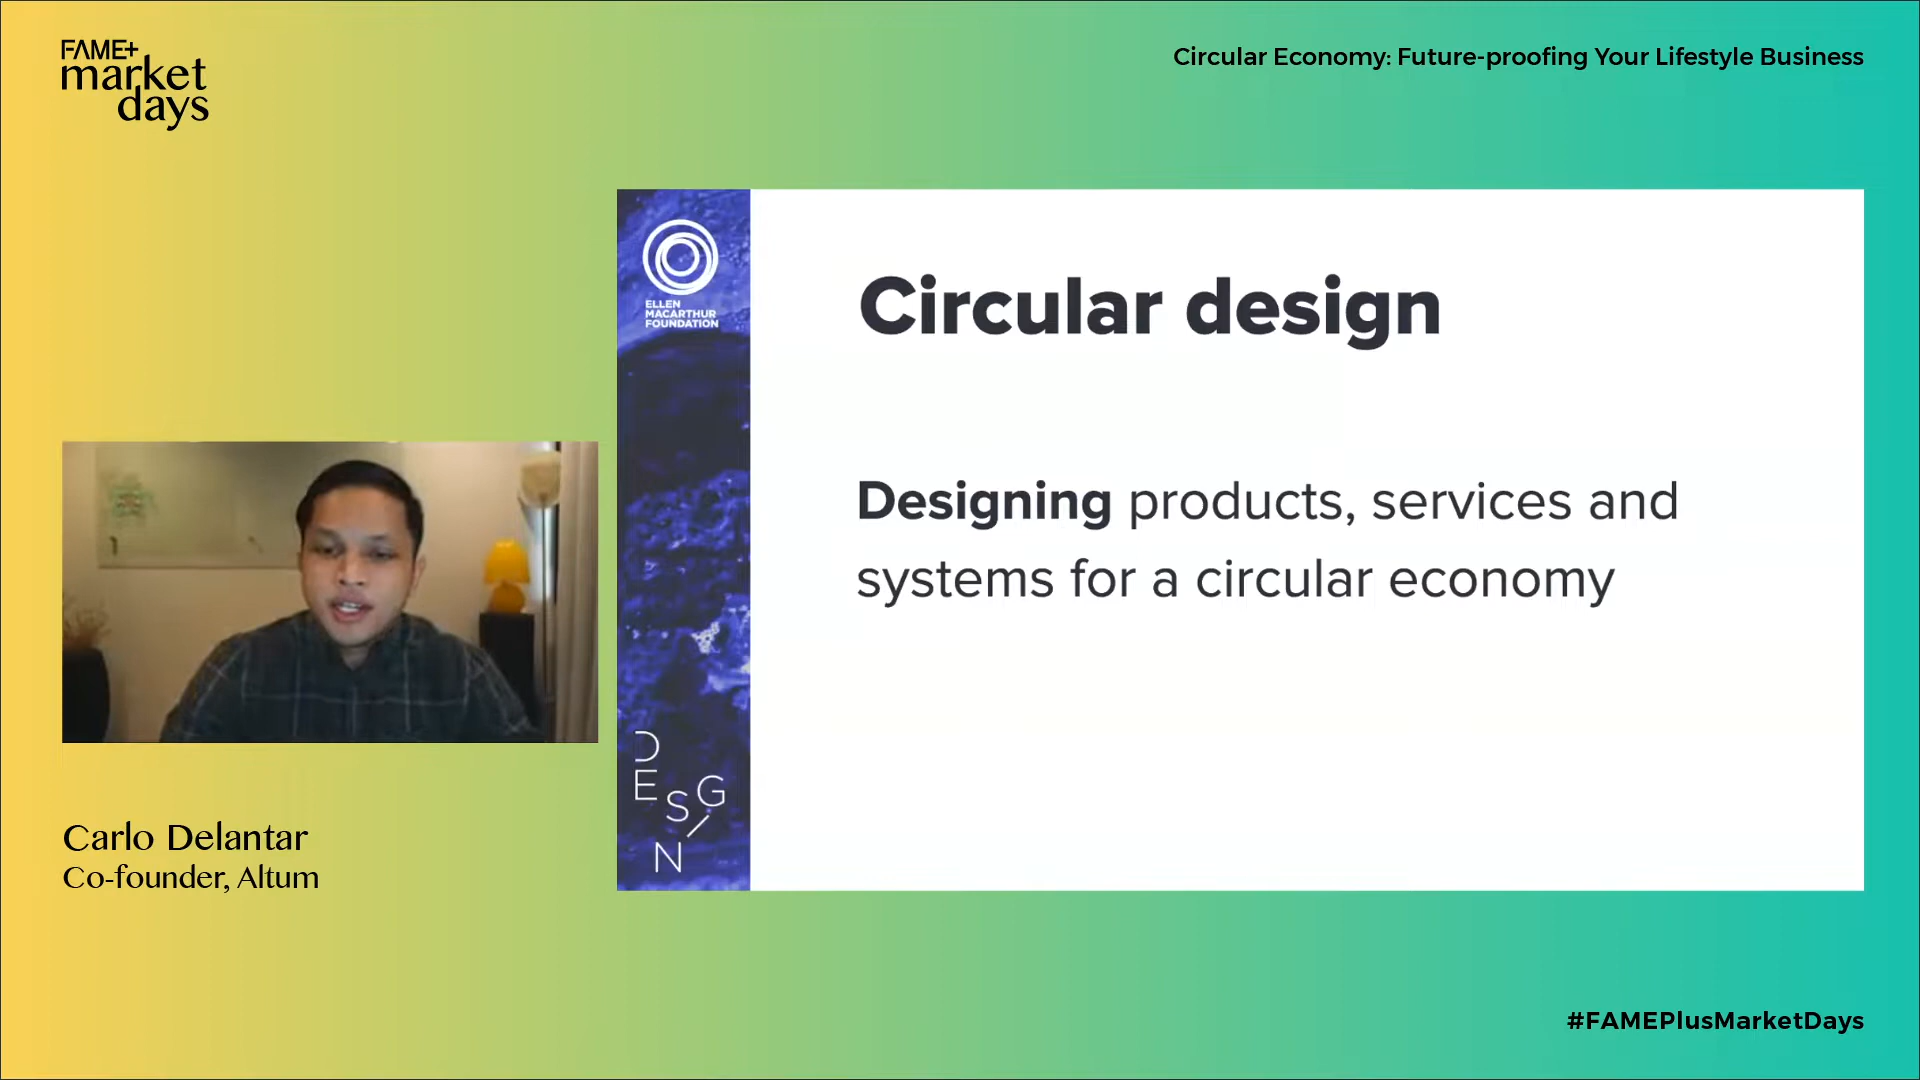 FAME+
market
days
Circular Economy: Future-proofing Your Lifestyle Business
ELLEN
MACARTHUR
FOUNDATION
Circular design
Designing products, services and
systems for a circular economy
DESIGN
Carlo Delantar
Co-founder, Altum
#FAMEPlusMarketDays